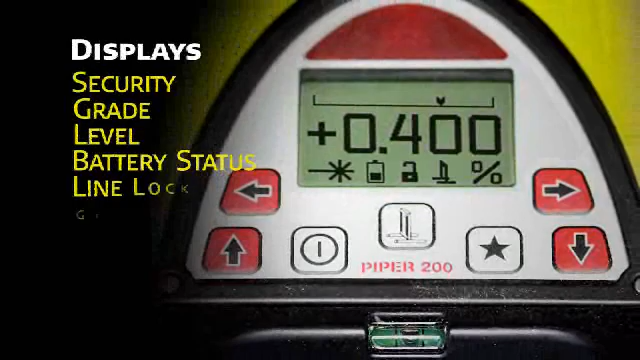 Displays
Security
Grade
Level
Battery Status
Line Lock
G
+0.400
%
PIPER 200